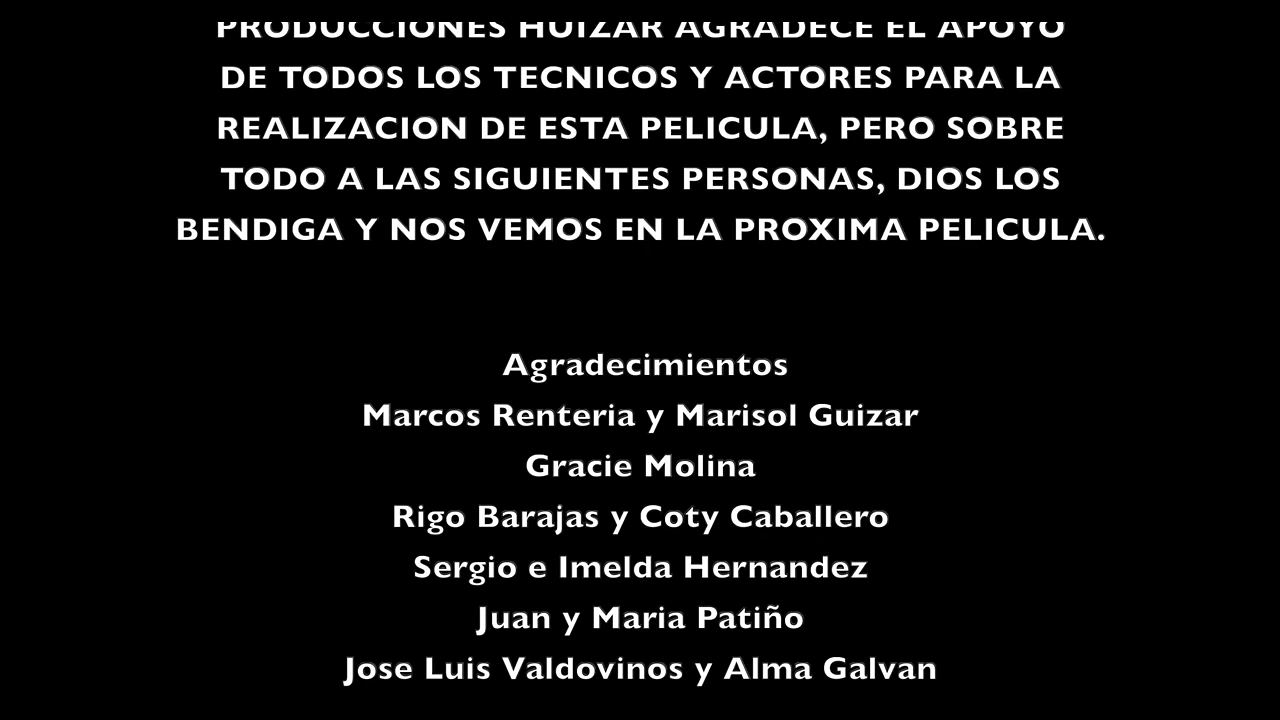 PRODUCCIONES HUIZAR AGRADECE EL APOYO
DE TODOS LOS TECNICOS Y ACTORES PARA LA
REALIZACION DE ESTA PELICULA, PERO SOBRE
TODO A LAS SIGUIENTES PERSONAS, DIOS LOS
BENDIGA Y NOS VEMOS EN LA PROXIMA PELICULA.
Agradecimientos
Marcos Renteria y Marisol Guizar
Gracie Molina
Rigo Barajas y Coty Caballero
Sergio e Imelda Hernandez
Juan y Maria Patiño
Jose Luis Valdovinos y Alma Galvan